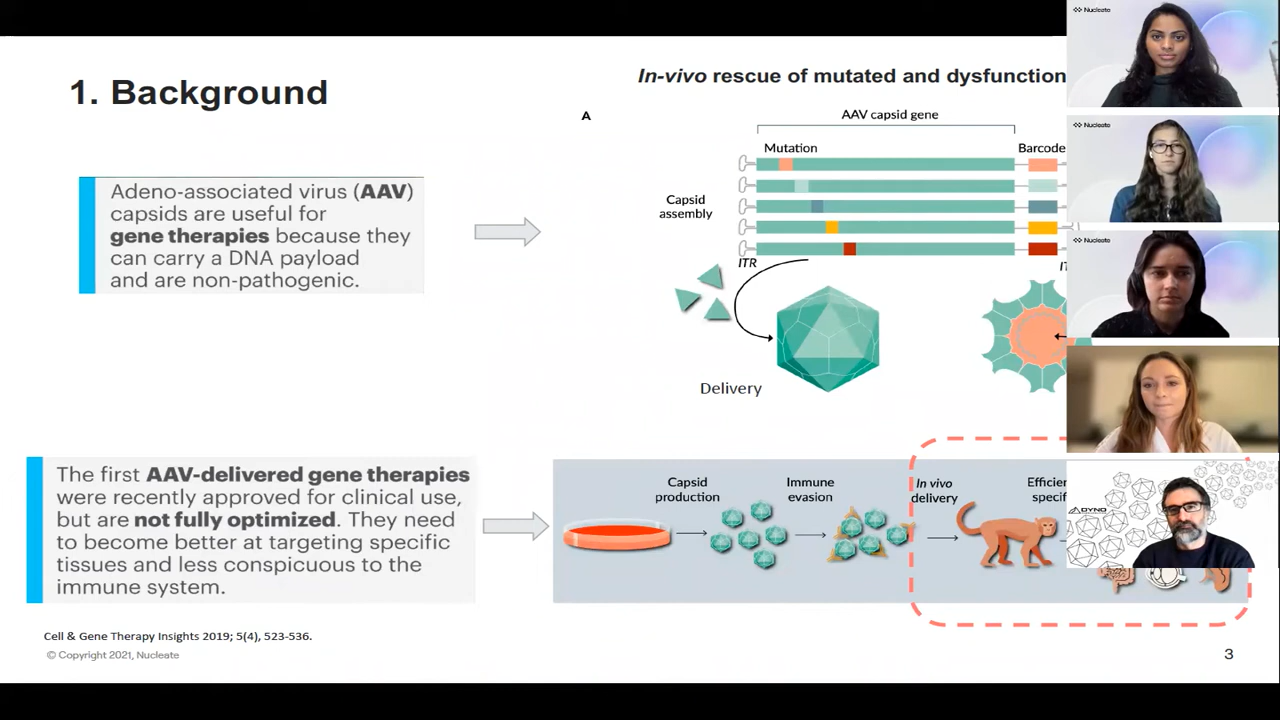 1. Background
Adeno-associated virus (AAV)
capsids are useful for
gene therapies because they
can carry a DNA payload
and are non-pathogenic.
The first AAV-delivered gene therapies
were recently approved for clinical use,
but are not fully optimized. They need
to become better at targeting specific
tissues and less conspicuous to the
immune system.
Cell & Gene Therapy Insights 2019; 5(4), 523-536.
© Copyright 2021, Nucleate
In-vivo rescue of mutated and dysfunction
A
AAV capsid gene
Mutation
Barcode
Capsid
assembly
ITR
Delivery
Capsid
production
Immune
evasion
In vivo
delivery
3
Nucleate
Nucleate
DYNO